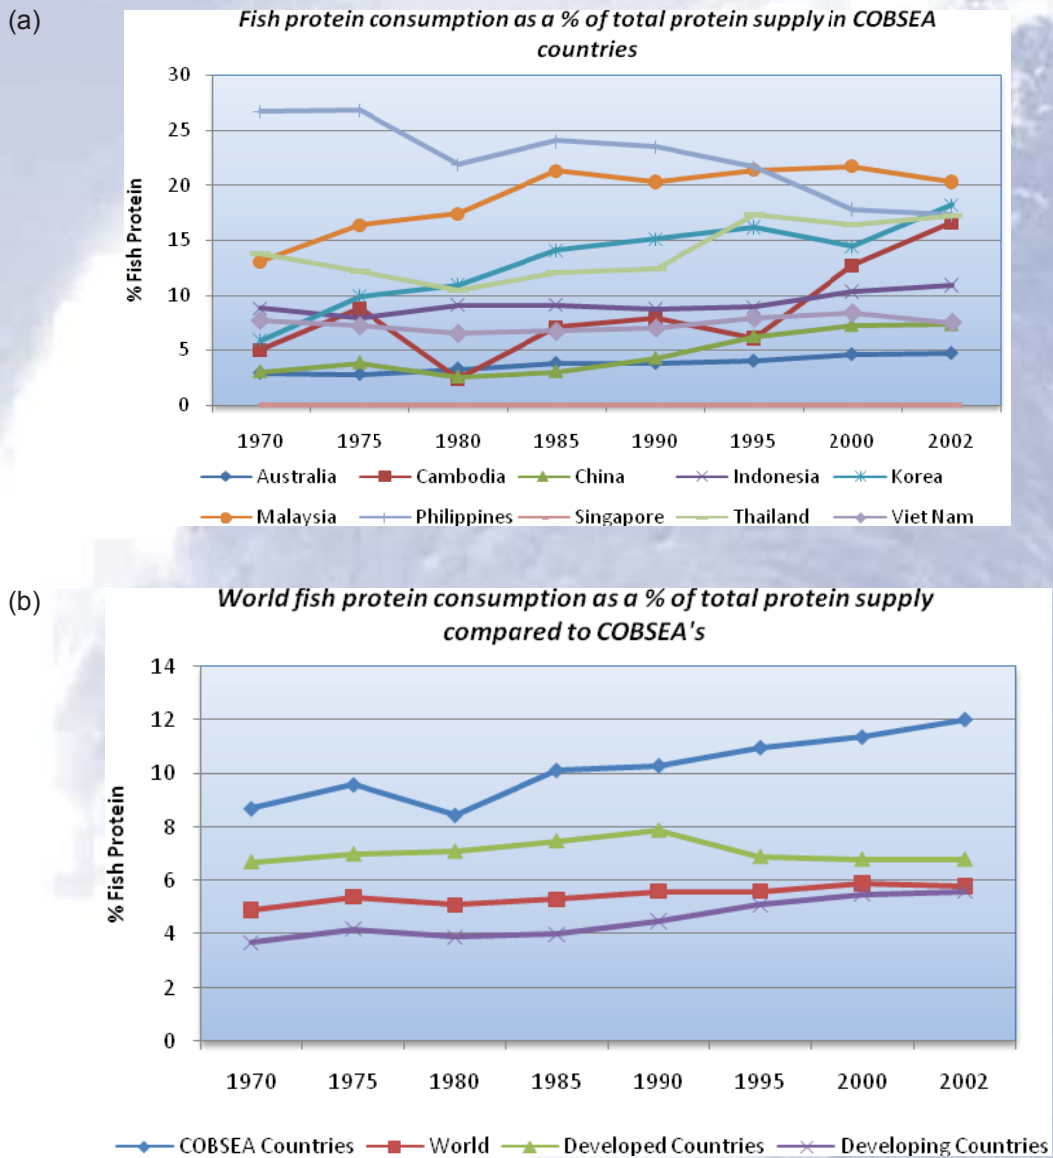 (a)
Fish protein consumption as a % of total protein supply in COBSEA
countries
% Fish Protein
30
25
20
15
10
5
0
1970 1975 1980 1985 1990 1995 2000 2002
Australia Cambodia China Indonesia Korea
Malaysia Philippines Singapore Thailand Viet Nam
(b)
World fish protein consumption as a % of total protein supply
compared to COBSEA's
% Fish Protein
14
12
10
8
6
4
2
0
1970 1975 1980 1985 1990 1995 2000 2002
COBSEA Countries World Developed Countries Developing Countries